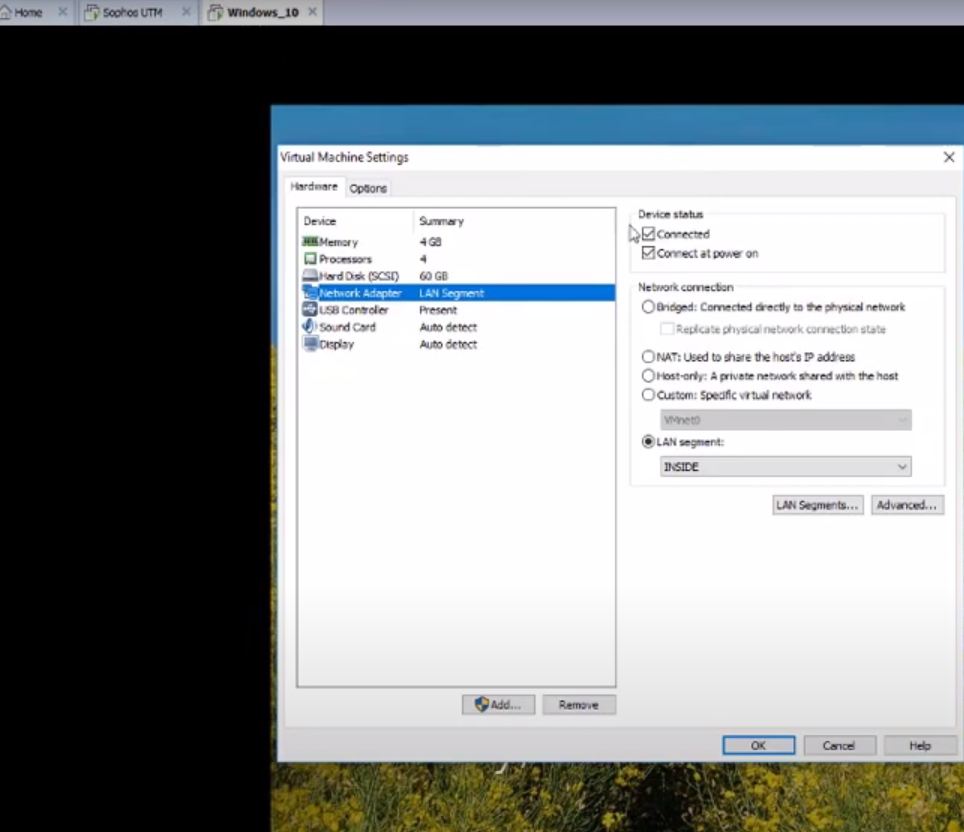 Home Sophos UTM Windows_10
Virtual Machine Settings
Hardware Options
Device Summary
Memory 4 GB
Processors 4
Hard Disk (SCSI) 60 GB
Network Adapter LAN Segment
USB Controller Present
Sound Card Auto detect
Display Auto detect
Add... Remove
Device status
Connected
Connect at power on
Network connection
Bridged: Connected directly to the physical network
Replicate physical network connection state
NAT: Used to share the host's IP address
Host-only: A private network shared with the host
Custom: Specific virtual network
VMnet0
LAN segment:
INSIDE
LAN Segments... Advanced...
OK Cancel Help